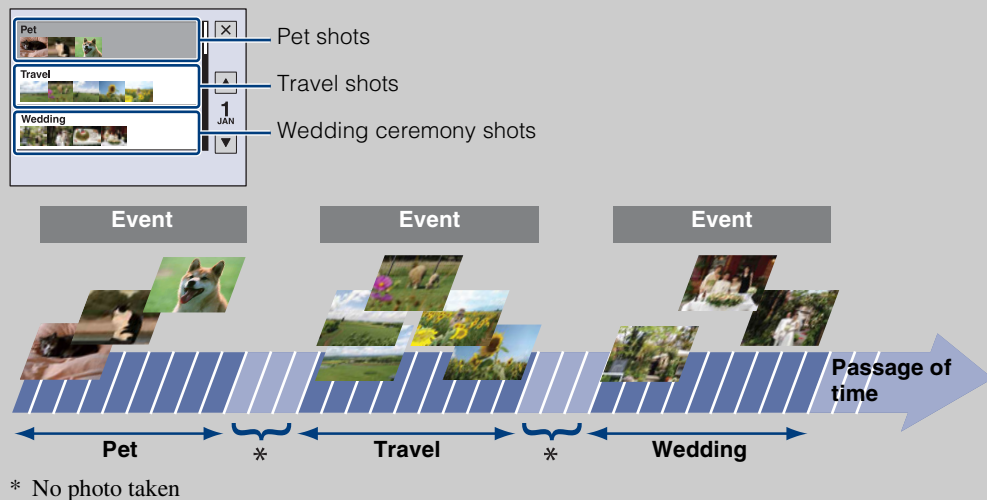 Pet
Travel
Wedding
1
JAN
Pet shots
Travel shots
Wedding ceremony shots
Event Event Event
Passage of
time
Pet * Travel * Wedding
* No photo taken